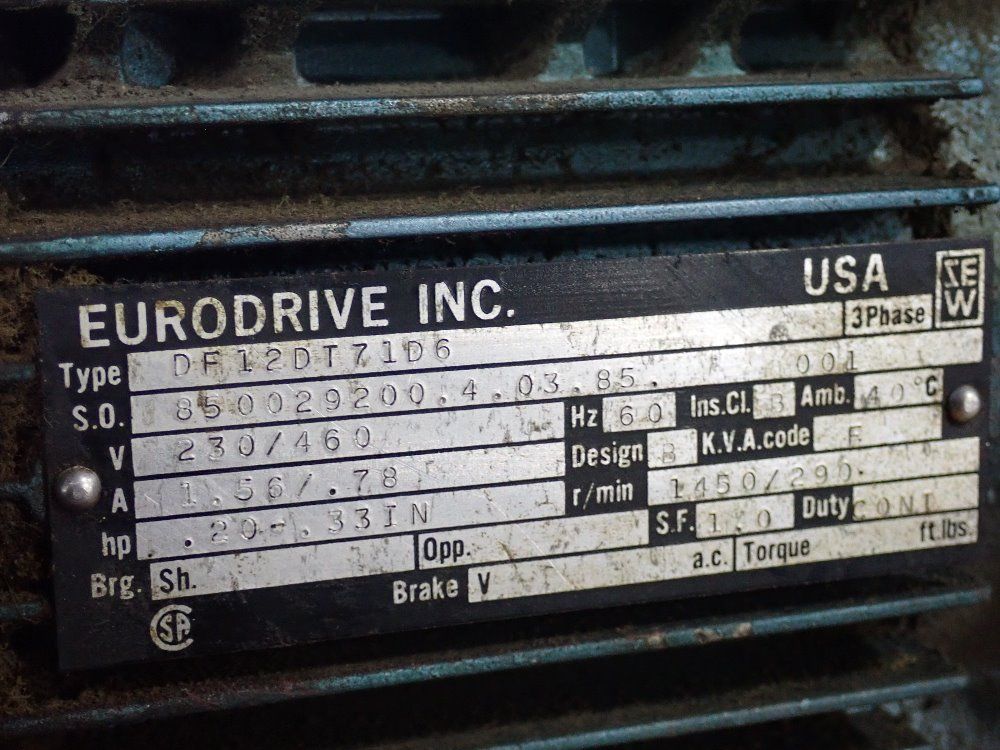 EURODRIVE INC. USA SEW
Type DF12DT71D6 3Phase
S.O. 850029200.4.03.85. 001
V 230/460 Hz 60 Ins.Cl. B Amb. 40°C
A 1.56/.78 Design B K.V.A.code F
hp .20-.33IN r/min 1450/290.
Brg. Sh. Opp. S.F. 1.0 Duty CONT
Brake V a.c. Torque ft.lbs.
SA